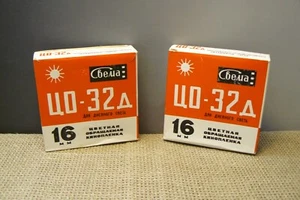 Свема
ЦО-32д
ДЛЯ ДНЕВНОГО СВЕТА
16
мм
ЦВЕТНАЯ
ОБРАЩАЕМАЯ
КИНОПЛЕНКА
Свема
ЦО-32д
ДЛЯ ДНЕВНОГО СВЕТА
16
мм
ЦВЕТНАЯ
ОБРАЩАЕМАЯ
КИНОПЛЕНКА